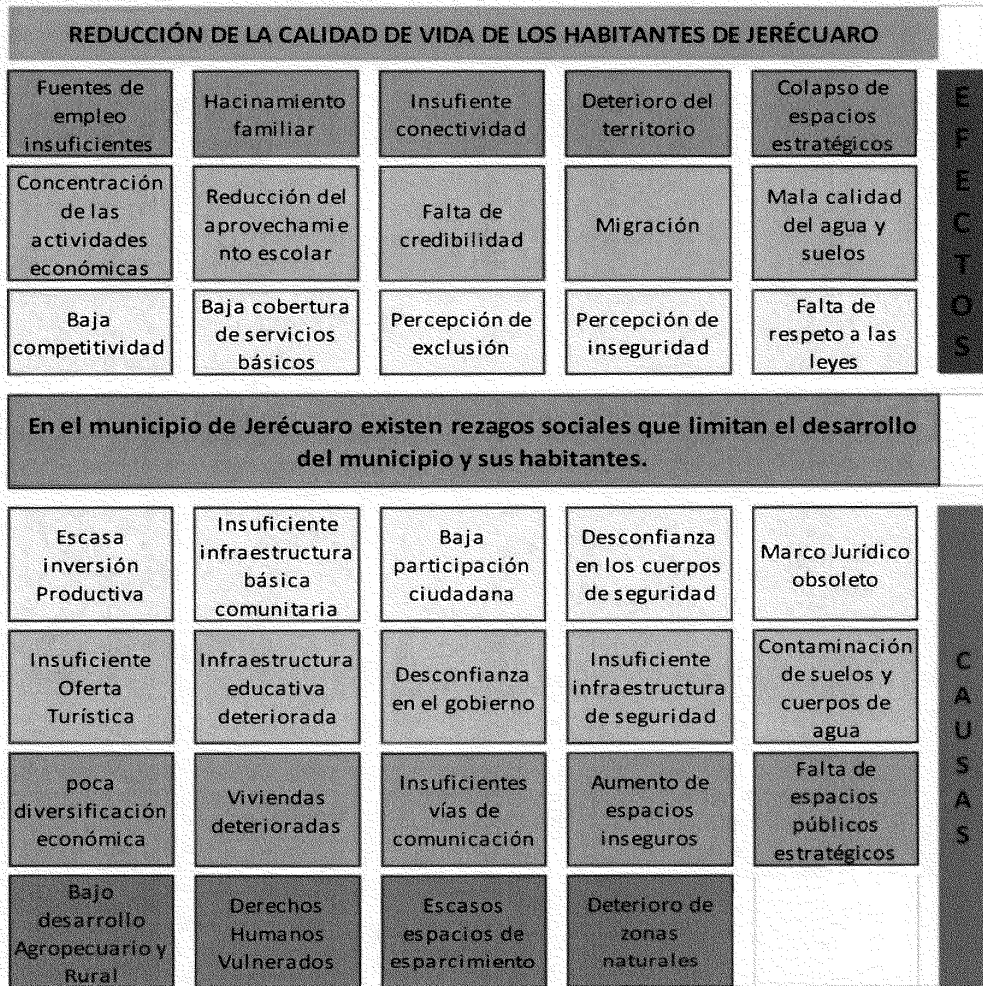 REDUCCIÓN DE LA CALIDAD DE VIDA DE LOS HABITANTES DE JERÉCUARO
Fuentes de
empleo
insuficientes
Hacinamiento
familiar
Insufiente
conectividad
Deterioro del
territorio
Colapso de
espacios
estratégicos
Concentración
de las
actividades
económicas
Reducción del
aprovechamie
nto escolar
Falta de
credibilidad
Migración
Mala calidad
del agua y
suelos
Baja
competitividad
Baja cobertura
de servicios
básicos
Percepción de
exclusión
Percepción de
inseguridad
Falta de
respeto a las
leyes
E
F
E
C
T
O
S
En el municipio de Jerécuaro existen rezagos sociales que limitan el desarrollo
del municipio y sus habitantes.
Escasa
inversión
Productiva
Insuficiente
infraestructura
básica
comunitaria
Baja
participación
ciudadana
Desconfianza
en los cuerpos
de seguridad
Marco Jurídico
obsoleto
Insuficiente
Oferta
Turística
Infraestructura
educativa
deteriorada
Desconfianza
en el gobierno
Insuficiente
infraestructura
de seguridad
Contaminación
de suelos y
cuerpos de
agua
poca
diversificación
económica
Viviendas
deterioradas
Insuficientes
vías de
comunicación
Aumento de
espacios
inseguros
Falta de
espacios
públicos
estratégicos
Bajo
desarrollo
Agropecuario y
Rural
Derechos
Humanos
Vulnerados
Escasos
espacios de
esparcimiento
Deterioro de
zonas
naturales
C
A
U
S
A
S